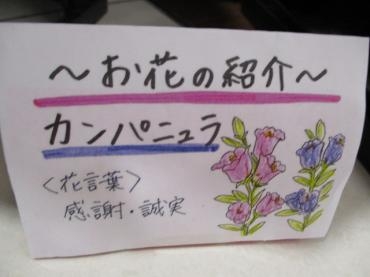 ～お花の紹介～
カンパニュラ
〈花言葉〉
感謝・誠実